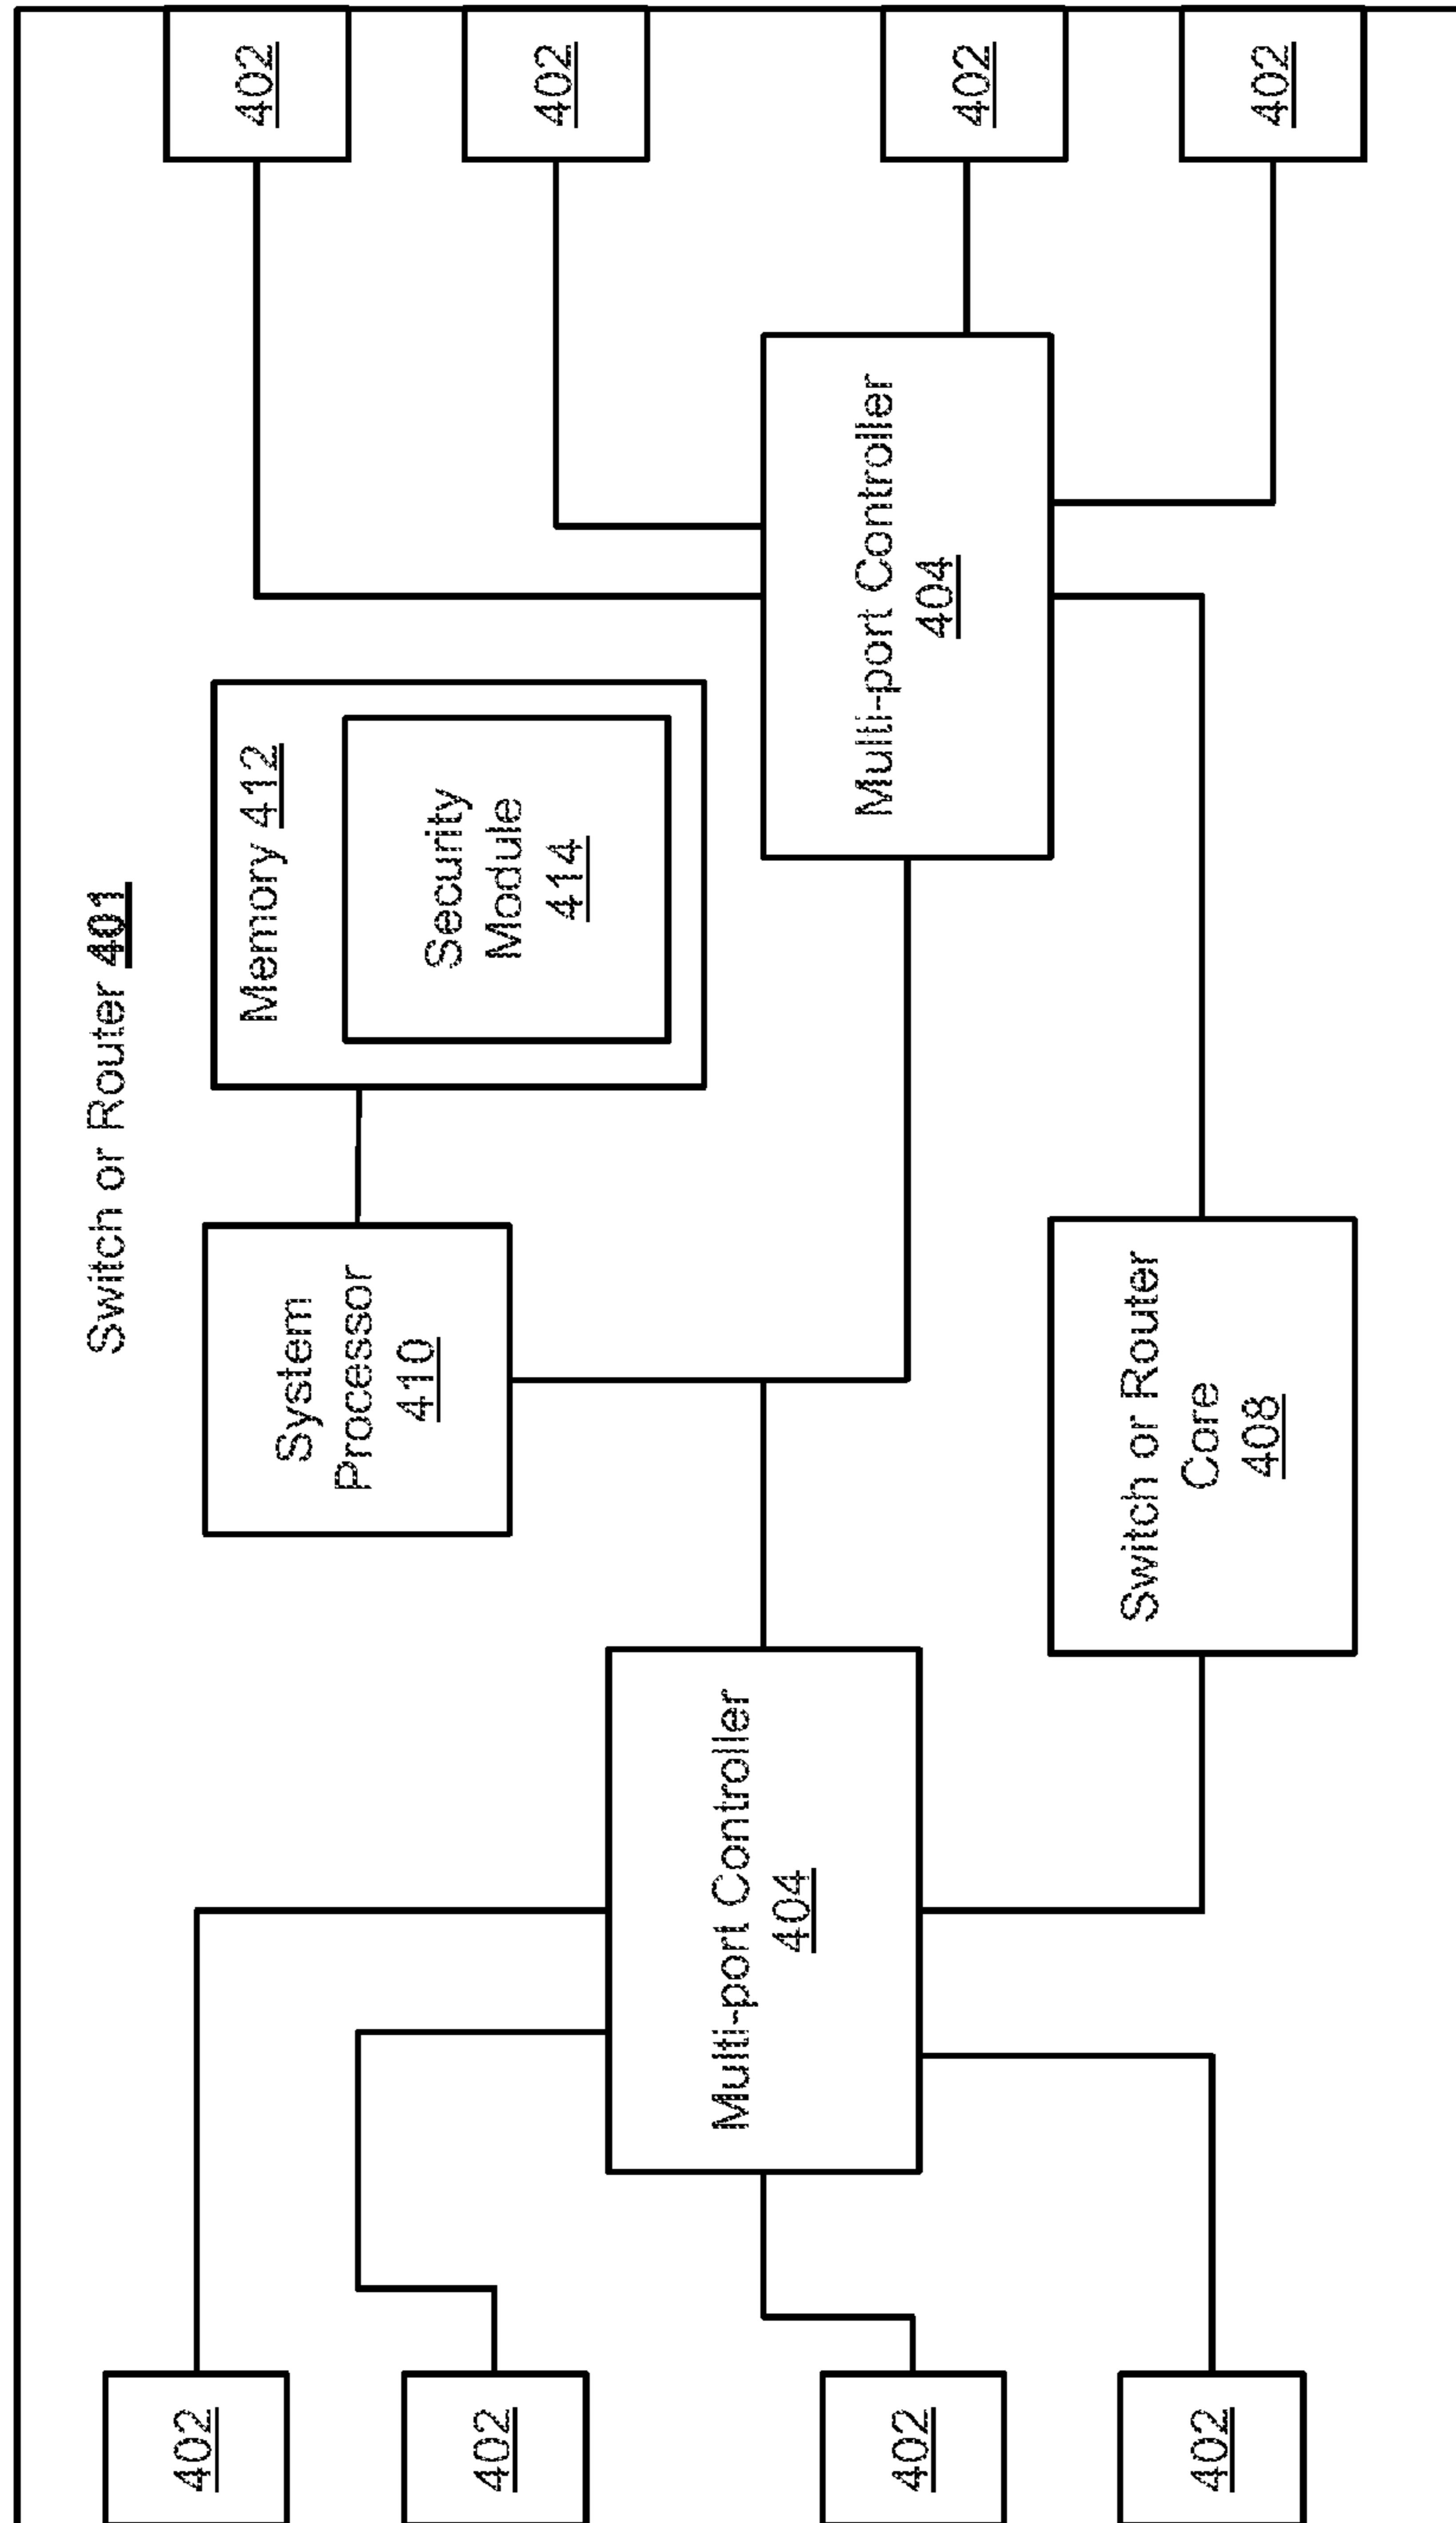 Switch or Router 401
402
402
402
402
Multi-port Controller
404
System
Processor
410
Memory 412
Security
Module
414
Switch or Router
Core
408
Multi-port Controller
404
402
402
402
402